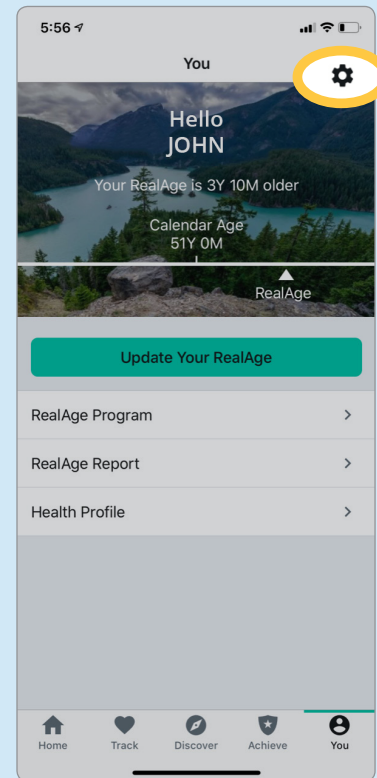 5:56
You
Hello
JOHN
Your RealAge is 3Y 10M older
Calendar Age
51Y 0M
RealAge
Update Your RealAge
RealAge Program
RealAge Report
Health Profile
Home Track Discover Achieve You